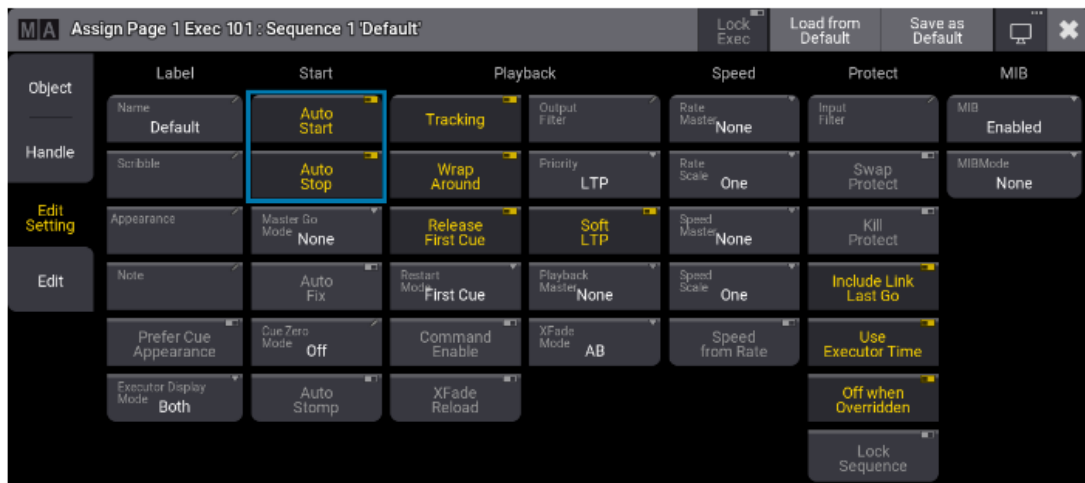 MA Assign Page 1 Exec 101 : Sequence 1 'Default'
Lock Exec
Load from Default
Save as Default
Object
Handle
Edit Setting
Edit
Label
Start
Playback
Speed
Protect
MIB
Name
Default
Auto Start
Tracking
Output Filter
Rate Master None
Input Filter
MIB
Enabled
Scribble
Auto Stop
Wrap Around
Priority
LTP
Rate Scale One
Swap Protect
MIBMode
None
Appearance
Master Go Mode None
Release First Cue
Soft LTP
Speed Master None
Kill Protect
Note
Auto Fix
Restart Mode First Cue
Playback Master None
Speed Scale One
Include Link Last Go
Prefer Cue Appearance
Cue Zero Mode Off
Command Enable
XFade Mode AB
Speed from Rate
Use Executor Time
Executor Display Mode Both
Auto Stomp
XFade Reload
Off when Overridden
Lock Sequence